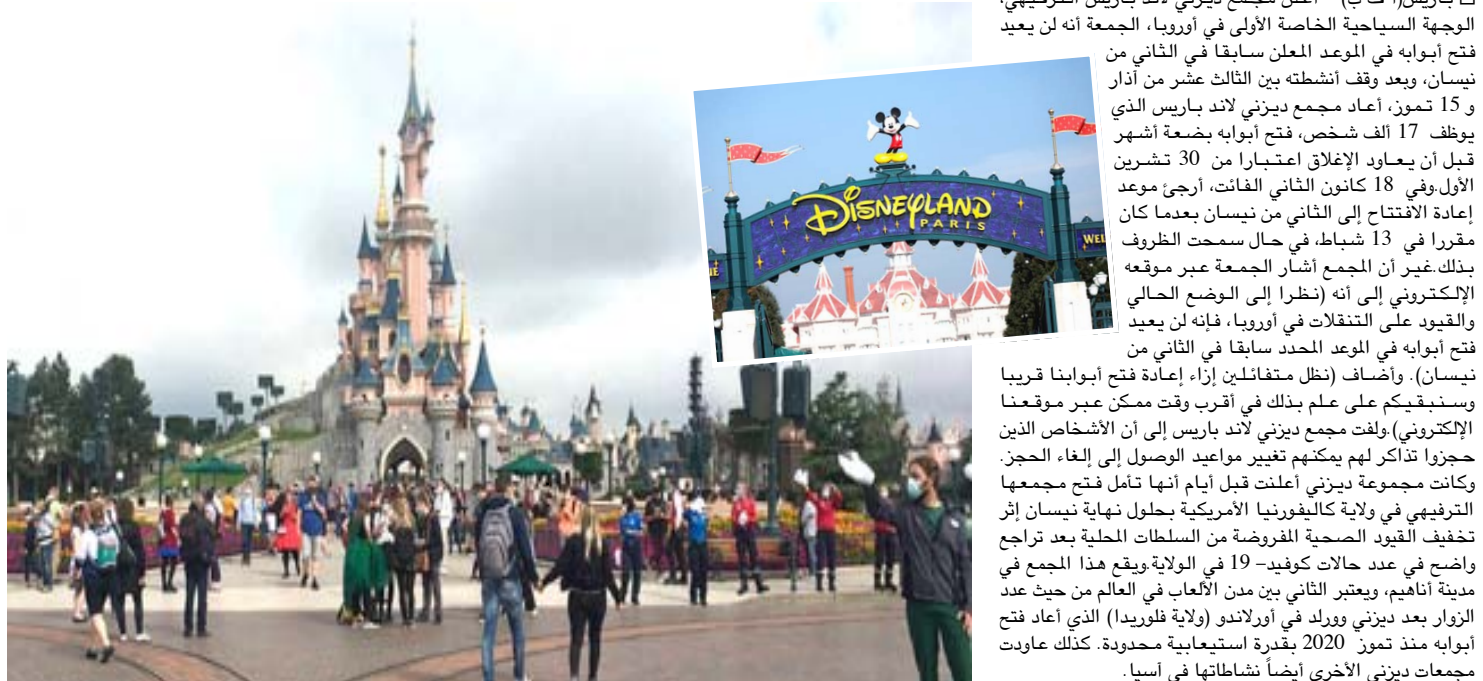 باريس (أ ف ب) - أعلن مجمع ديزني لاند باريس الترفيهي،
الوجهة السياحية الخاصة الأولى في أوروبا، الجمعة أنه لن يعيد
فتح أبوابه في الموعد المعلن سابقا في الثاني من
نيسان، وبعد وقف أنشطته بين الثالث عشر من آذار
و 15 تموز، أعاد مجمع ديزني لاند باريس الذي
يوظف 17 ألف شخص، فتح أبوابه بضعة أشهر
قبل أن يعاود الإغلاق اعتبارا من 30 تشرين
الأول.وفي 18 كانون الثاني الفائت، أرجئ موعد
إعادة الافتتاح إلى الثاني من نيسان بعدما كان
مقررا في 13 شباط، في حال سمحت الظروف
بذلك.غير أن المجمع أشار الجمعة عبر موقعه
الإلكتروني إلى أنه (نظرا إلى الوضع الحالي
والقيود على التنقلات في أوروبا، فإنه لن يعيد
فتح أبوابه في الموعد المحدد سابقا في الثاني من
نيسان). وأضاف (نظل متفائلين إزاء إعادة فتح أبوابنا قريبا
وسنبقيكم على علم بذلك في أقرب وقت ممكن عبر موقعنا
الإلكتروني).ولفت مجمع ديزني لاند باريس إلى أن الأشخاص الذين
حجزوا تذاكر لهم يمكنهم تغيير مواعيد الوصول إلى إلغاء الحجز.
وكانت مجموعة ديزني أعلنت قبل أيام أنها تأمل فتح مجمعها
الترفيهي في ولاية كاليفورنيا الأمريكية بحلول نهاية نيسان إثر
تخفيف القيود الصحية المفروضة من السلطات المحلية بعد تراجع
واضح في عدد حالات كوفيد– 19 في الولاية.ويقع هذا المجمع في
مدينة أناهيم، ويعتبر الثاني بين مدن الألعاب في العالم من حيث عدد
الزوار بعد ديزني وورلد في أورلاندو (ولاية فلوريدا) الذي أعاد فتح
أبوابه منذ تموز 2020 بقدرة استيعابية محدودة. كذلك عاودت
مجمعات ديزني الأخرى أيضاً نشاطاتها في آسيا.
DISNEYLAND
PARIS
WEL